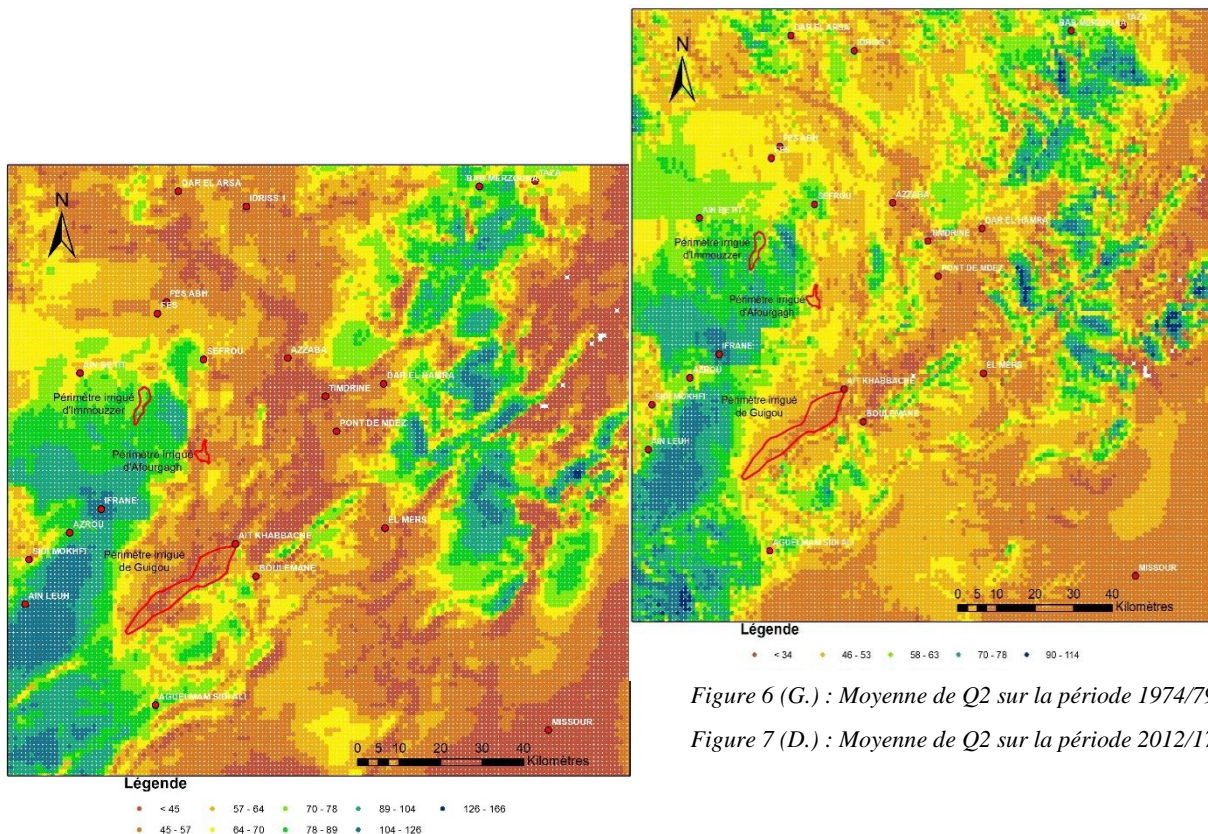 N
DAR EL ARSA
IDRISS 1
BAB MERZOUKA
TAZA
FES ABH
FES
SEFROU
AZZABA
AIN BETIT
DAR EL HAMRA
TIMDRINE
Périmètre irrigué
d'Immouzzer
PONT DE MDEZ
Périmètre irrigué
d'Afourgagh
IFRANE
AZROU
EL MERS
AIT KHABBACHE
SIDI MOKHFI
Périmètre irrigué
de Guigou
BOULEMANE
AIN LEUH
AGUELMAM SIDI ALI
MISSOUR
0 5 10 20 30 40
Kilomètres
Légende
< 45 57 - 64 70 - 78 89 - 104 126 - 166
45 - 57 64 - 70 78 - 89 104 - 126
N
DAR EL ARSA
IDRISS 1
BAB MERZOUKA
TAZA
FES ABH
FES
SEFROU
AZZABA
AIN BETIT
DAR EL HAMRA
TIMDRINE
Périmètre irrigué
d'Immouzzer
PONT DE MDEZ
Périmètre irrigué
d'Afourgagh
IFRANE
AZROU
EL MERS
AIT KHABBACHE
SIDI MOKHFI
Périmètre irrigué
de Guigou
BOULEMANE
AIN LEUH
AGUELMAM SIDI ALI
MISSOUR
0 5 10 20 30 40
Kilomètres
Légende
< 34 46 - 53 58 - 63 70 - 78 90 - 114
Figure 6 (G.) : Moyenne de Q2 sur la période 1974/79
Figure 7 (D.) : Moyenne de Q2 sur la période 2012/17